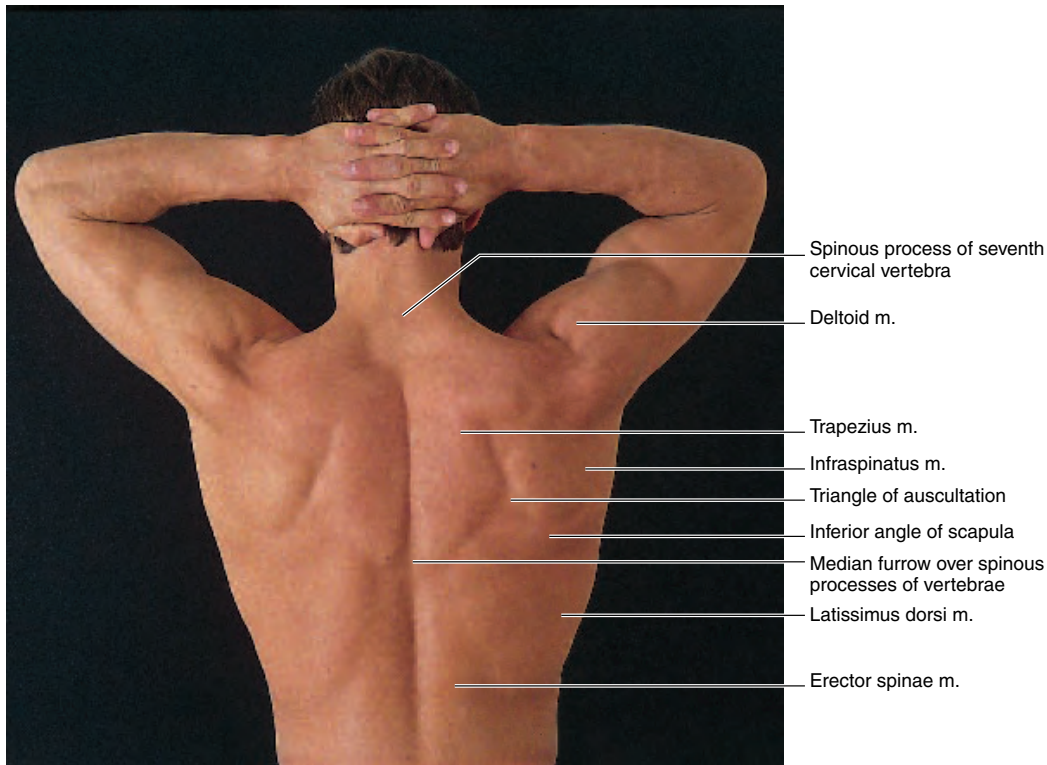 Spinous process of seventh
cervical vertebra
Deltoid m.
Trapezius m.
Infraspinatus m.
Triangle of auscultation
Inferior angle of scapula
Median furrow over spinous
processes of vertebrae
Latissimus dorsi m.
Erector spinae m.